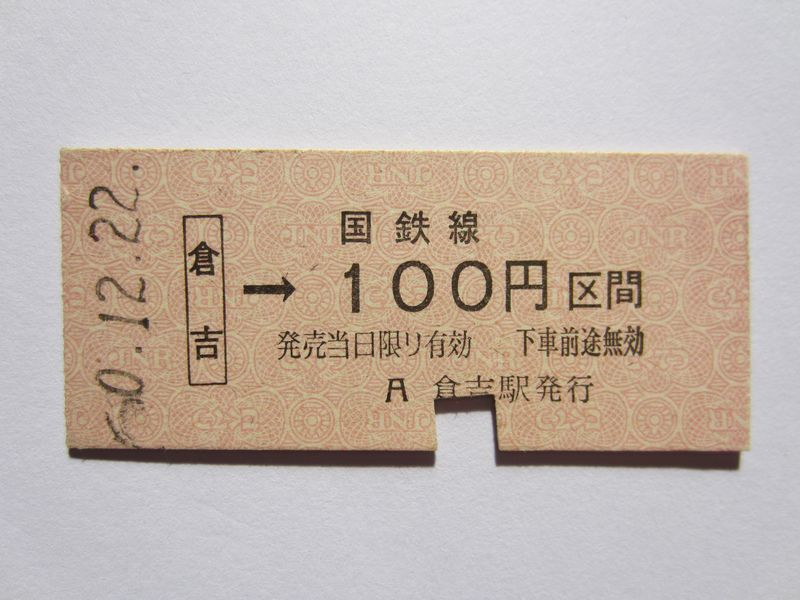 60.12.22.
倉吉
国鉄線
→100円区間
発売当日限り有効 下車前途無効
A 倉吉駅発行